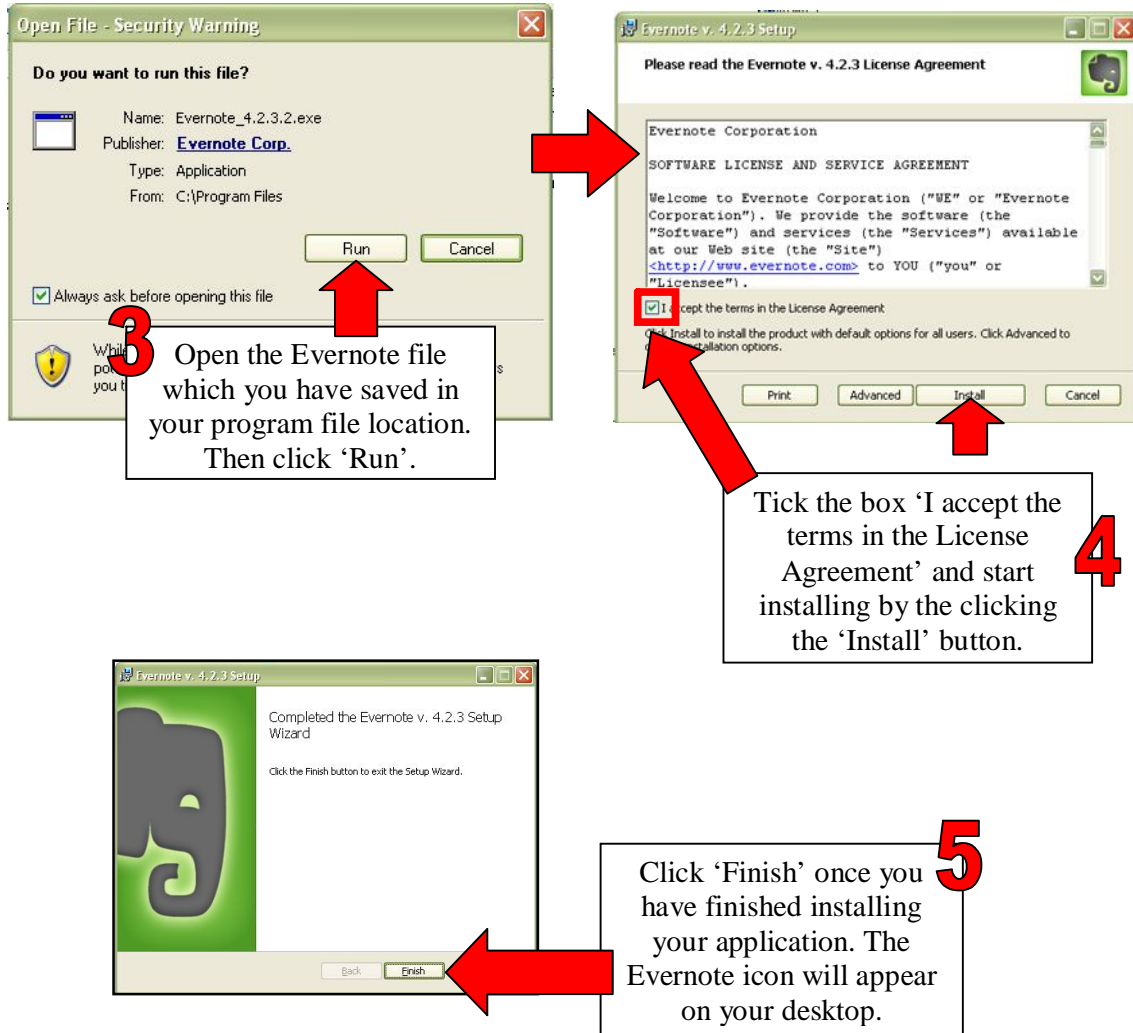 Open File - Security Warning
Do you want to run this file?
Name: Evernote_4.2.3.2.exe
Publisher: Evernote Corp.
Type: Application
From: C:\Program Files
Run Cancel
Always ask before opening this file
3
Open the Evernote file
which you have saved in
your program file location.
Then click ‘Run’.
Evernote v. 4.2.3 Setup
Please read the Evernote v. 4.2.3 License Agreement
Evernote Corporation
SOFTWARE LICENSE AND SERVICE AGREEMENT
Welcome to Evernote Corporation ("WE" or "Evernote
Corporation"). We provide the software (the
"Software") and services (the "Services") available
at our Web site (the "Site")
<http://www.evernote.com> to YOU ("you" or
"Licensee").
I accept the terms in the License Agreement
Install to install the product with default options for all users. Click Advanced to
installation options.
Print Advanced Install Cancel
Tick the box ‘I accept the
terms in the License
Agreement’ and start
installing by the clicking
the ‘Install’ button.
4
Evernote v. 4.2.3 Setup
Completed the Evernote v. 4.2.3 Setup
Wizard
Click the Finish button to exit the Setup Wizard.
Back Finish
5
Click ‘Finish’ once you
have finished installing
your application. The
Evernote icon will appear
on your desktop.